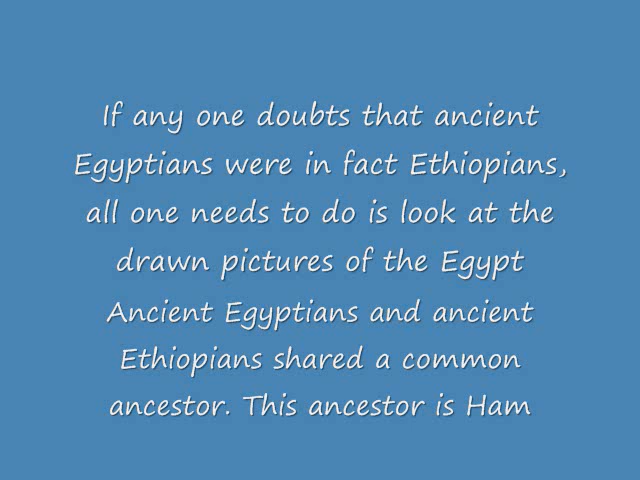 If any one doubts that ancient
Egyptians were in fact Ethiopians,
all one needs to do is look at the
drawn pictures of the Egypt
Ancient Egyptians and ancient
Ethiopians shared a common
ancestor. This ancestor is Ham